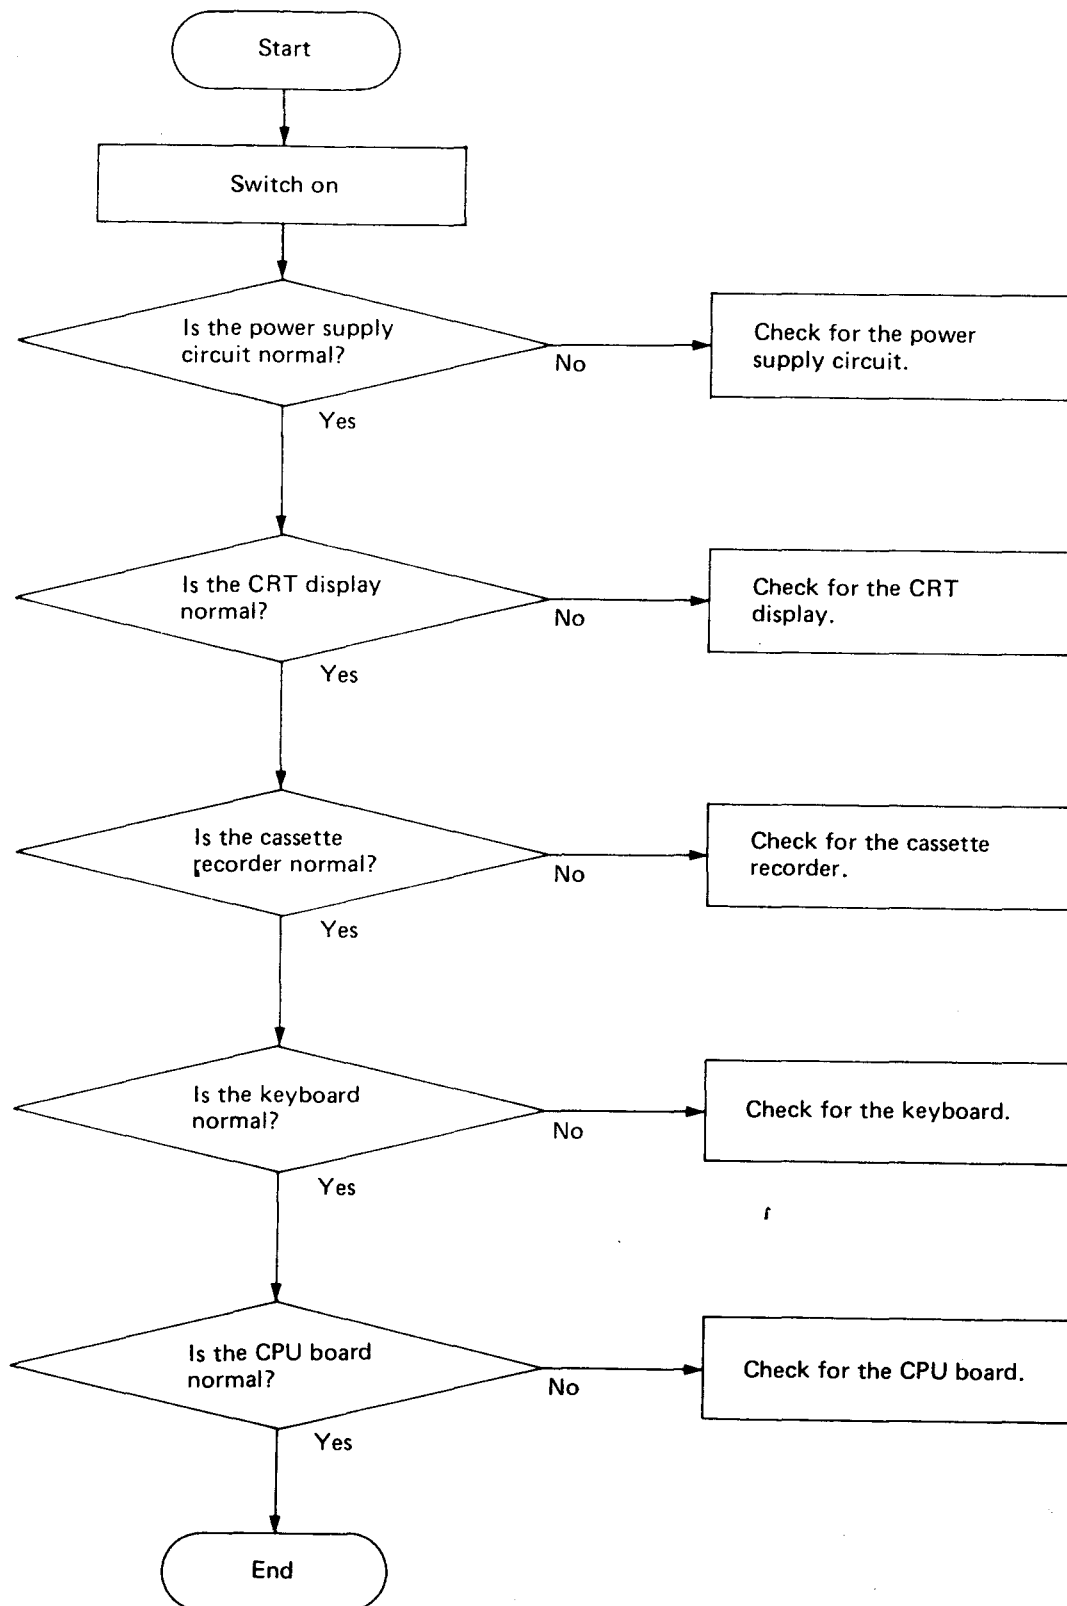 Start
Switch on
Is the power supply
circuit normal?
No
Check for the power
supply circuit.
Yes
Is the CRT display
normal?
No
Check for the CRT
display.
Yes
Is the cassette
recorder normal?
No
Check for the cassette
recorder.
Yes
Is the keyboard
normal?
No
Check for the keyboard.
Yes
Is the CPU board
normal?
No
Check for the CPU board.
Yes
End